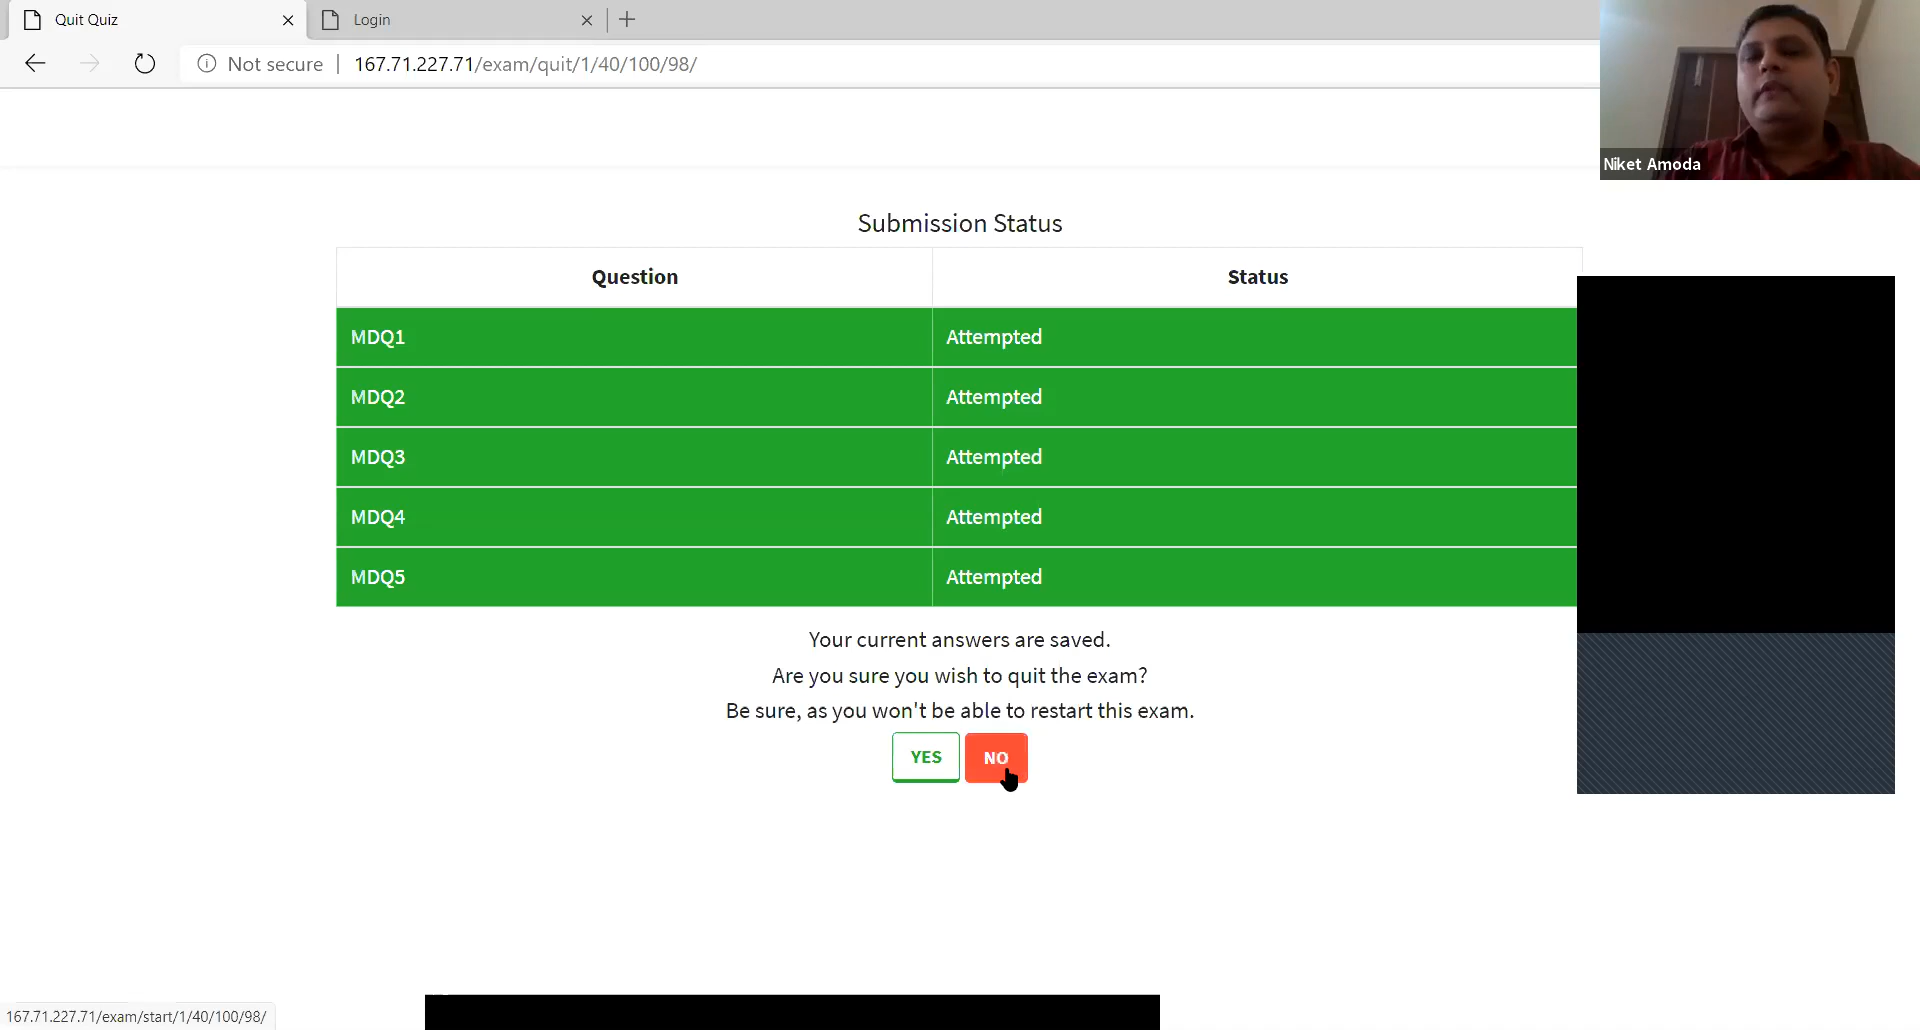 Quit Quiz
Login
Not secure | 167.71.227.71/exam/quit/1/40/100/98/
Niket Amoda
Submission Status
Question Status
MDQ1 Attempted
MDQ2 Attempted
MDQ3 Attempted
MDQ4 Attempted
MDQ5 Attempted
Your current answers are saved.
Are you sure you wish to quit the exam?
Be sure, as you won't be able to restart this exam.
YES NO
167.71.227.71/exam/start/1/40/100/98/